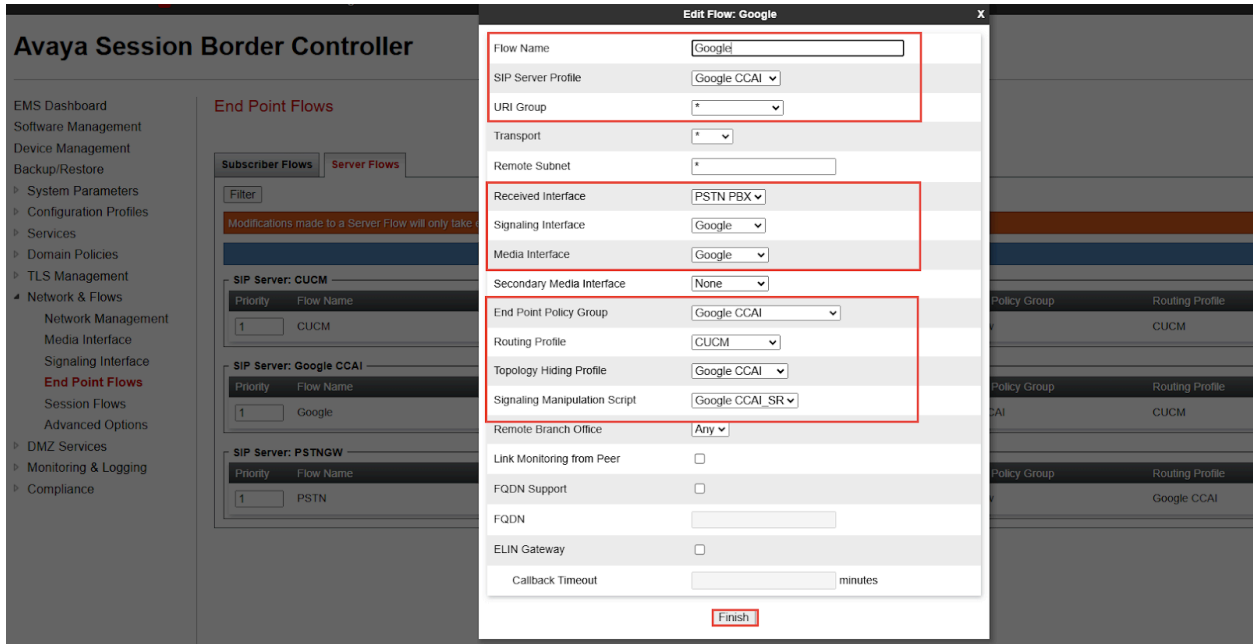 Edit Flow: Google X
Avaya Session Border Controller
EMS Dashboard
Software Management
Device Management
Backup/Restore
System Parameters
Configuration Profiles
Services
Domain Policies
TLS Management
Network & Flows
Network Management
Media Interface
Signaling Interface
End Point Flows
Session Flows
Advanced Options
DMZ Services
Monitoring & Logging
Compliance
End Point Flows
Subscriber Flows Server Flows
Filter
Modifications made to a Server Flow will only take
SIP Server: CUCM
Priority Flow Name Policy Group Routing Profile
1 CUCM CUCM
SIP Server: Google CCAI
Priority Flow Name Policy Group Routing Profile
1 Google CAI CUCM
SIP Server: PSTNGW
Priority Flow Name Policy Group Routing Profile
1 PSTN Google CCAI
Flow Name Google
SIP Server Profile Google CCAI
URI Group *
Transport *
Remote Subnet *
Received Interface PSTN PBX
Signaling Interface Google
Media Interface Google
Secondary Media Interface None
End Point Policy Group Google CCAI
Routing Profile CUCM
Topology Hiding Profile Google CCAI
Signaling Manipulation Script Google CCAI_SR
Remote Branch Office Any
Link Monitoring from Peer
FQDN Support
FQDN
ELIN Gateway
Callback Timeout minutes
Finish